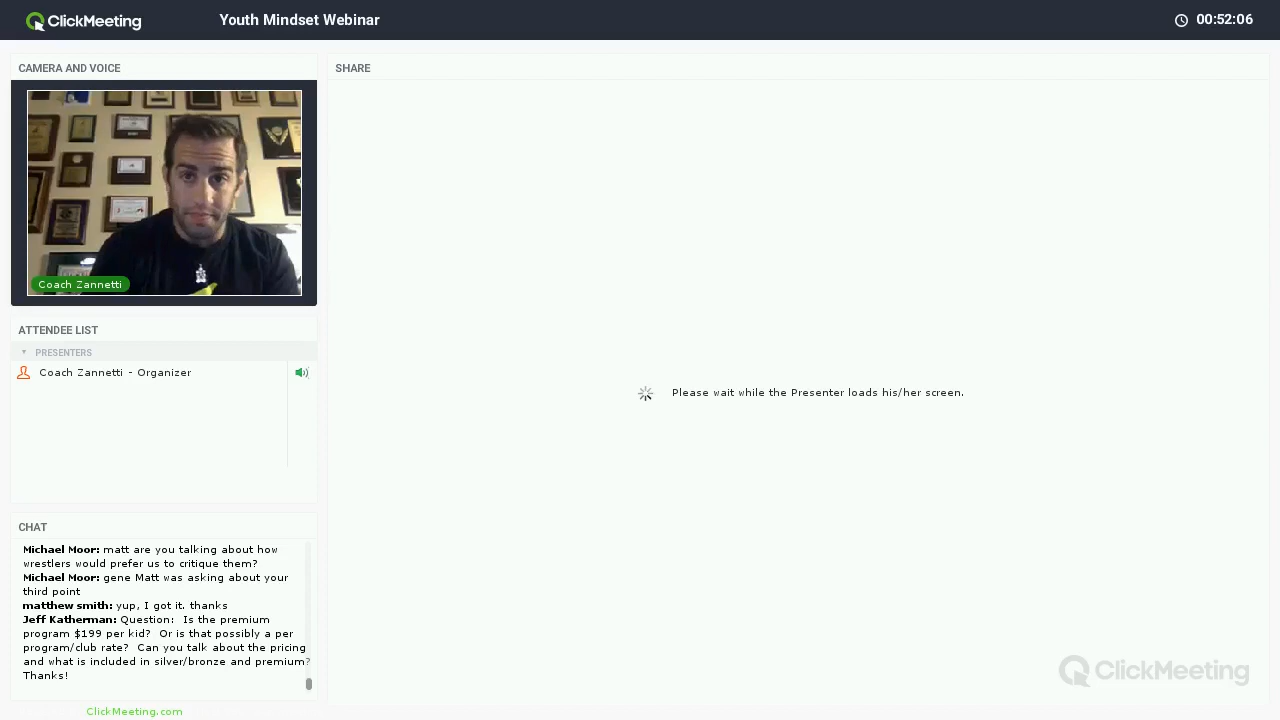 ClickMeeting
Youth Mindset Webinar
00:52:06
CAMERA AND VOICE
Coach Zannetti
ATTENDEE LIST
PRESENTERS
Coach Zannetti - Organizer
CHAT
Michael Moor: matt are you talking about how
wrestlers would prefer us to critique them?
Michael Moor: gene Matt was asking about your
third point
matthew smith: yup, I got it. thanks
Jeff Katherman: Question:  Is the premium
program $199 per kid?  Or is that possibly a per
program/club rate?  Can you talk about the pricing
and what is included in silver/bronze and premium?
Thanks!
ClickMeeting.com
SHARE
Please wait while the Presenter loads his/her screen.
ClickMeeting